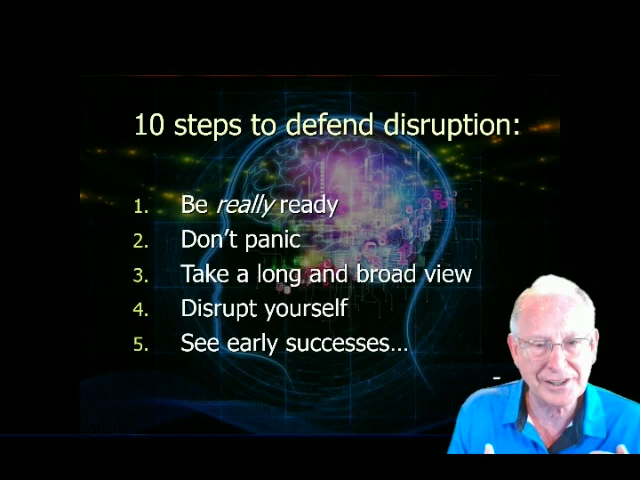 10 steps to defend disruption:
1. Be really ready
2. Don't panic
3. Take a long and broad view
4. Disrupt yourself
5. See early successes...